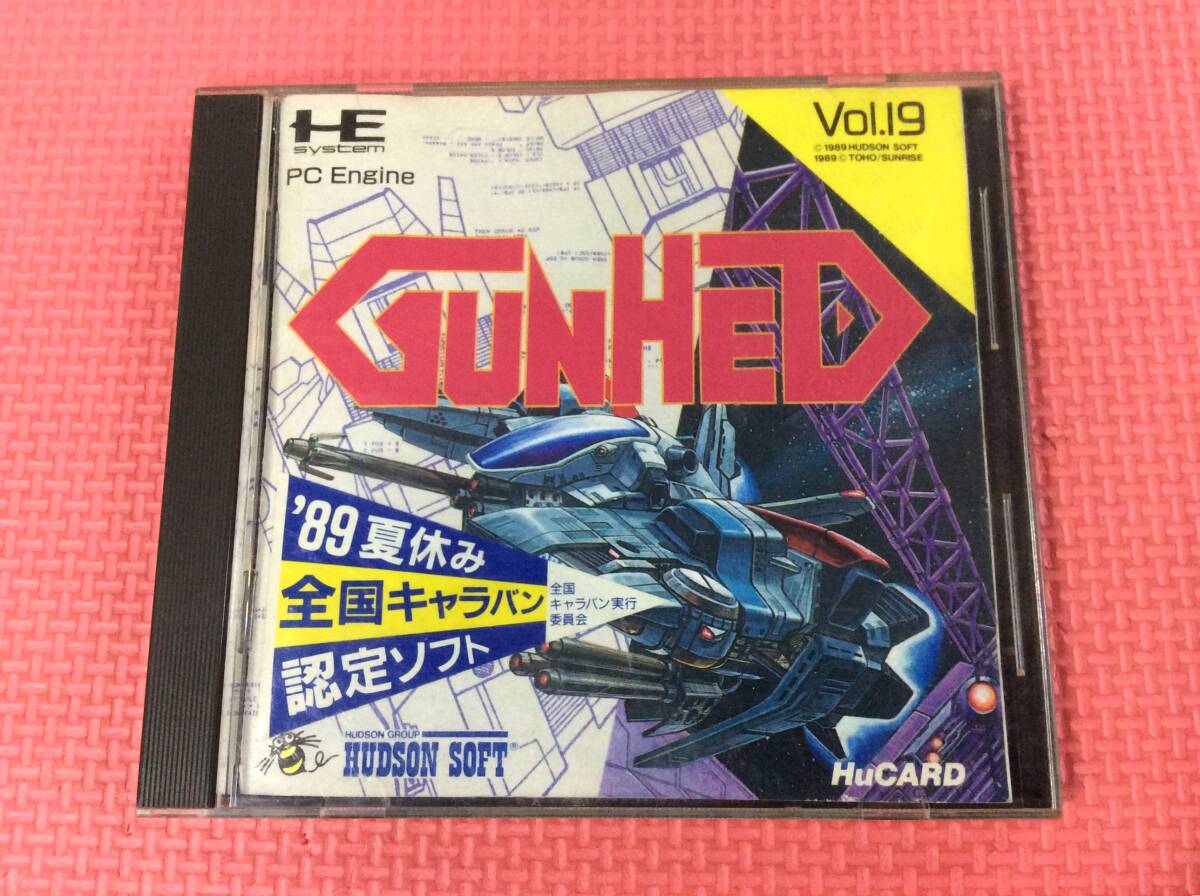 HE
system
PC Engine
Vol.19
© 1989 HUDSON SOFT
1989 © TOHO/SUNRISE
GUNHED
'89 夏休み
全国キャラバン
認定ソフト
全国
キャラバン実行
委員会
HUDSON GROUP
HUDSON SOFT®
HuCARD